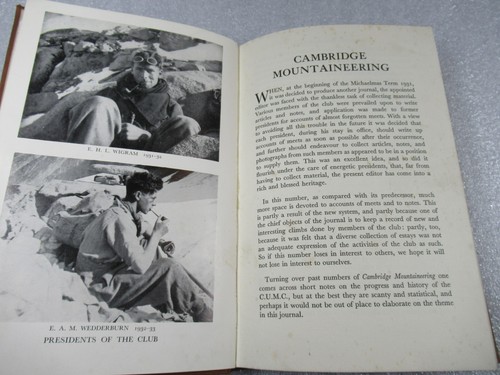 E. H. L. WIGRAM 1931-32
E. A. M. WEDDERBURN 1932-33
PRESIDENTS OF THE CLUB
CAMBRIDGE
MOUNTAINEERING
WHEN, at the beginning of the Michaelmas Term 1931,
it was decided to produce another journal, the appointed
editor was faced with the thankless task of collecting material.
Various members of the club were prevailed upon to write
articles and notes, and application was made to former
presidents for accounts of almost forgotten meets. With a view
to avoiding all this trouble in the future it was decided that
each president, during his stay in office, should write up
accounts of meets as soon as possible after their occurrence,
and further should endeavour to collect articles, notes, and
photographs from such members as appeared to be in a position
to supply them. This was an excellent idea, and so did it
flourish, under the care of energetic presidents, that, far from
having to collect material, the present editor has come into a
rich and blessed heritage.
In this number, as compared with its predecessor, much
more space is devoted to accounts of meets and to notes. This
is partly a result of the new system, and partly because one of
the chief objects of the journal is to keep a record of new and
interesting climbs done by members of the club: partly, too,
because it was felt that a diverse collection of essays was not
an adequate expression of the activities of the club as such.
So if this number loses in interest to others, we hope it will
not lose in interest to ourselves.
Turning over past numbers of Cambridge Mountaineering one
comes across short notes on the progress and history of the
C.U.M.C., but at the best they are scanty and statistical, and
perhaps it would not be out of place to elaborate on the theme
in this journal.